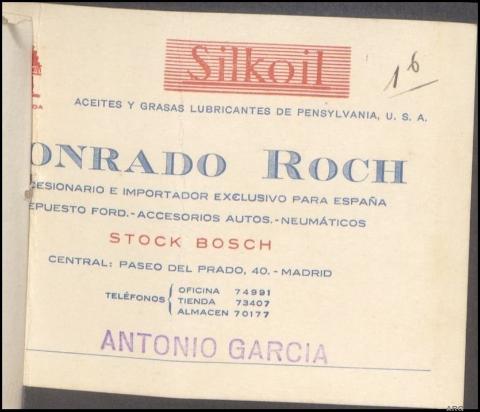 Silkoil
16
ACEITES Y GRASAS LUBRICANTES DE PENSYLVANIA, U. S. A.
ONRADO ROCH
CESIONARIO E IMPORTADOR EXCLUSIVO PARA ESPAÑA
EPUESTO FORD.-ACCESORIOS AUTOS.-NEUMÁTICOS
STOCK BOSCH
CENTRAL: PASEO DEL PRADO, 40. - MADRID
TELÉFONOS { OFICINA 74991
TIENDA 73407
ALMACEN 70177
ANTONIO GARCIA